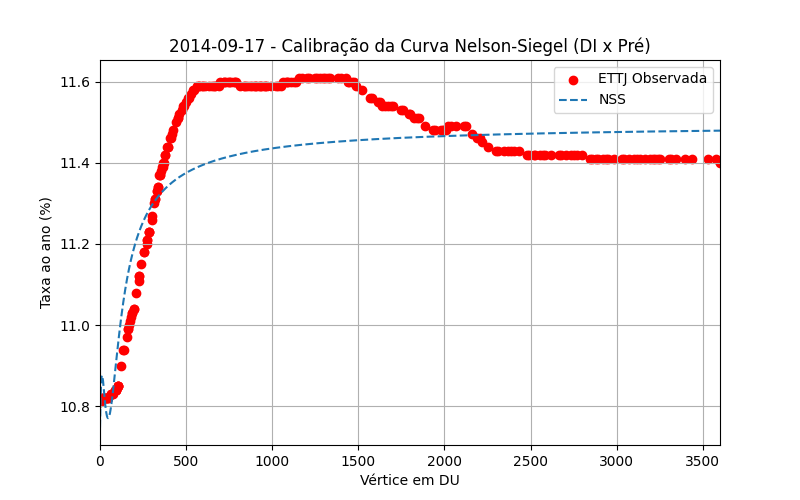 2014-09-17 - Calibração da Curva Nelson-Siegel (DI x Pré)
ETTJ Observada
NSS
Taxa ao ano (%)
11.6
11.4
11.2
11.0
10.8
0 500 1000 1500 2000 2500 3000 3500
Vértice em DU